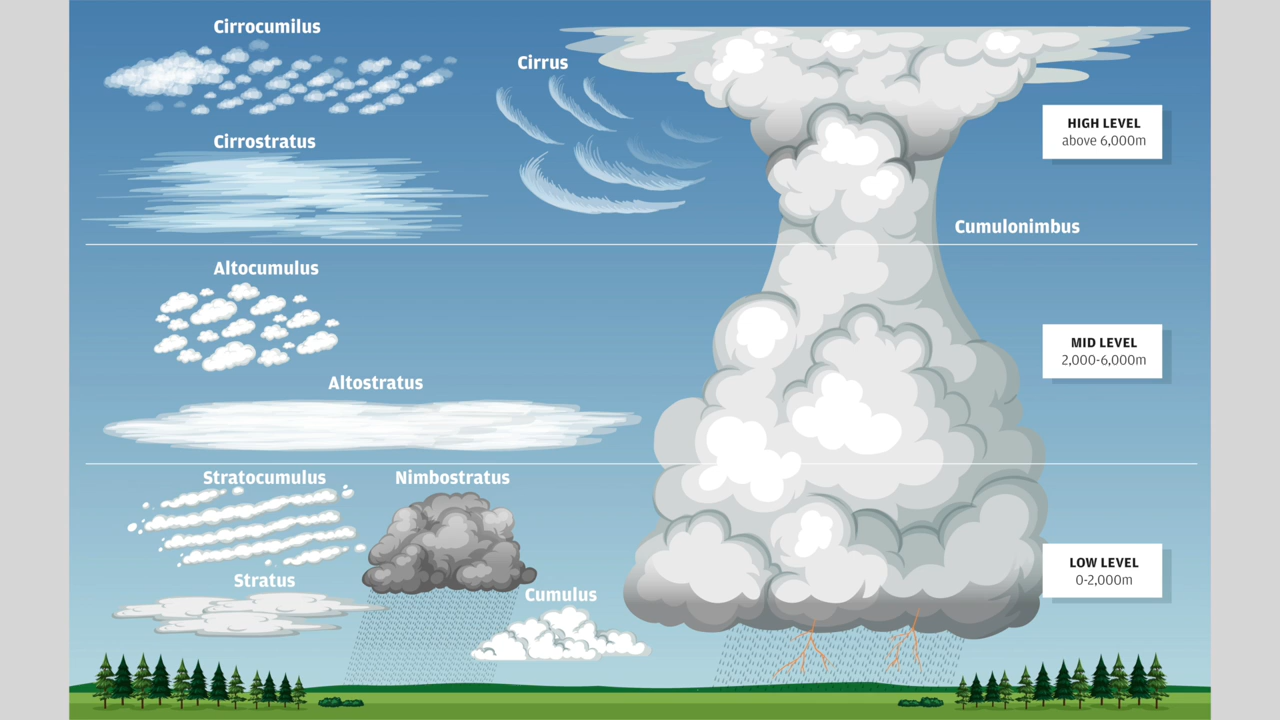 Cirrocumilus
Cirrus
Cirrostratus
HIGH LEVEL
above 6,000m
Cumulonimbus
Altocumulus
MID LEVEL
2,000-6,000m
Altostratus
Stratocumulus
Nimbostratus
LOW LEVEL
0-2,000m
Stratus
Cumulus